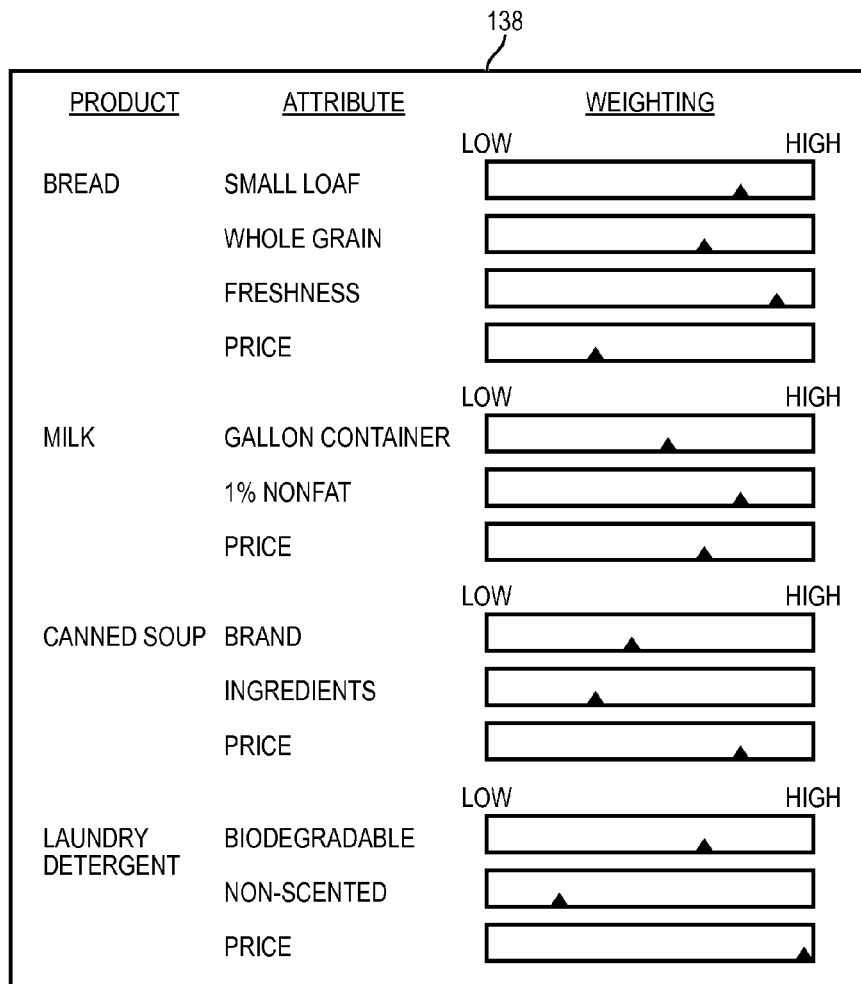 138
PRODUCT ATTRIBUTE WEIGHTING
LOW HIGH
BREAD SMALL LOAF
WHOLE GRAIN
FRESHNESS
PRICE
LOW HIGH
MILK GALLON CONTAINER
1% NONFAT
PRICE
LOW HIGH
CANNED SOUP BRAND
INGREDIENTS
PRICE
LOW HIGH
LAUNDRY BIODEGRADABLE
DETERGENT
NON-SCENTED
PRICE